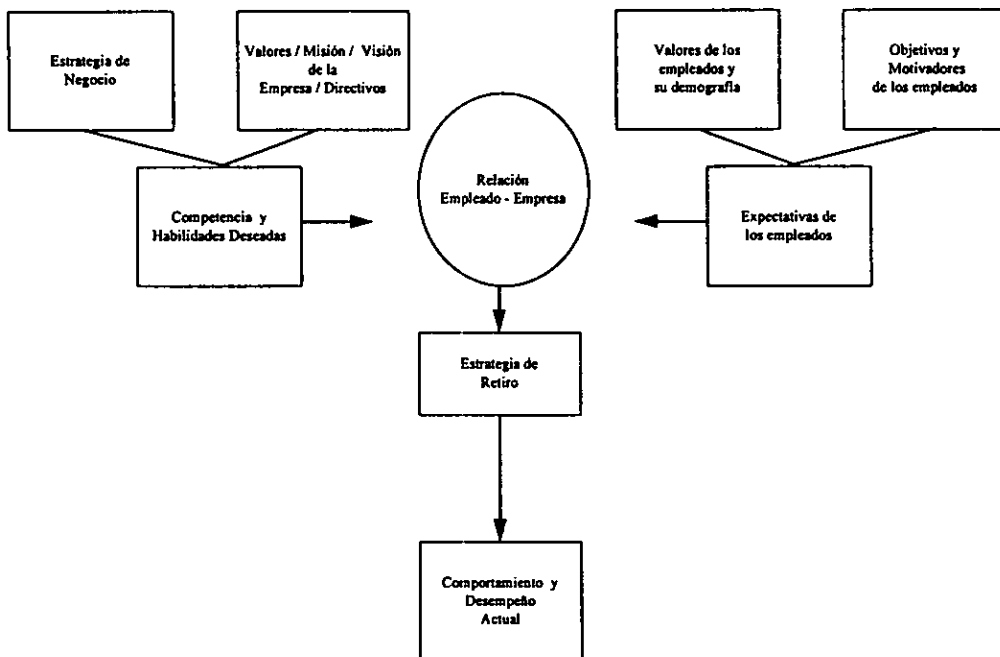 Estrategia de
Negocio
Valores / Misión / Visión
de la
Empresa / Directivos
Valores de los
empleados y
su demografía
Objetivos y
Motivadores
de los empleados
Competencia y
Habilidades Deseadas
Relación
Empleado - Empresa
Expectativas de
los empleados
Estrategia de
Retiro
Comportamiento y
Desempeño
Actual